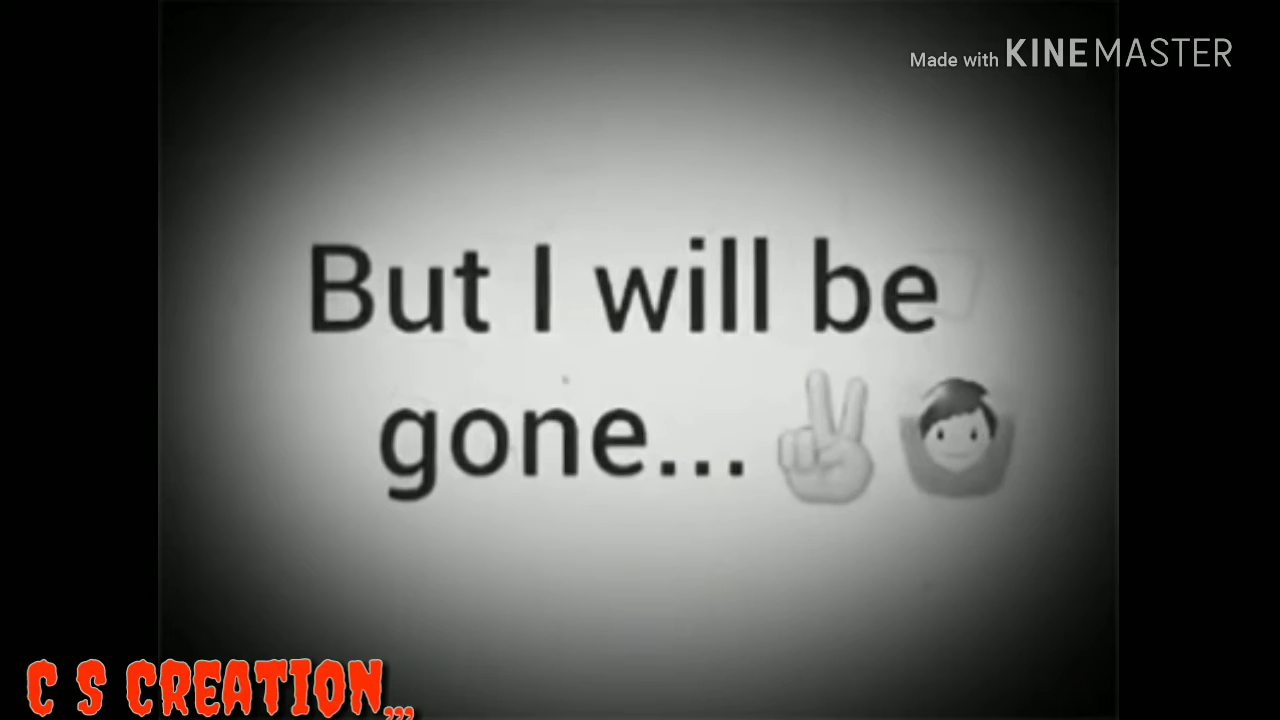 Made with KINEMASTER
But I will be
gone...✌🙆
C S CREATION,,,